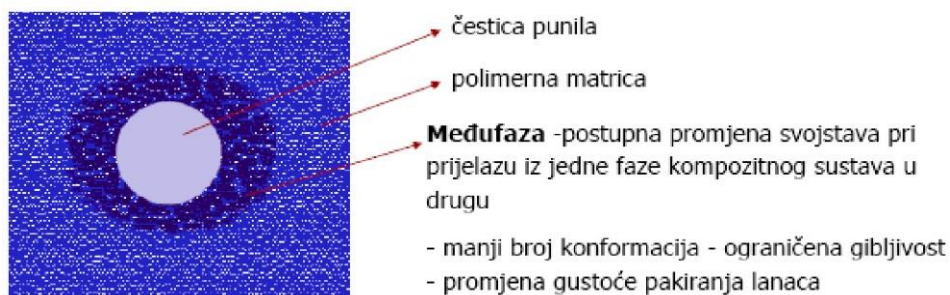 čestica punila
polimerna matrica
Međufaza -postupna promjena svojstava pri
prijelazu iz jedne faze kompozitnog sustava u
drugu
- manji broj konformacija - ograničena gibljivost
- promjena gustoće pakiranja lanaca